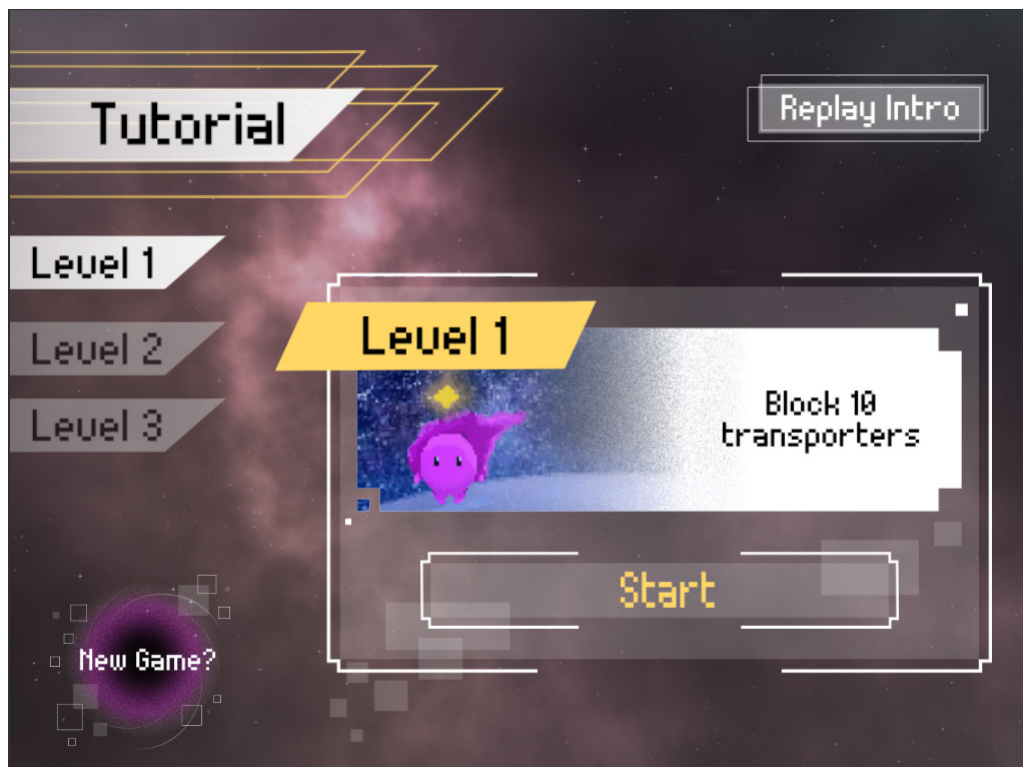 Tutorial
Replay Intro
Level 1
Level 2
Level 3
Level 1
Block 10
transporters
Start
New Game?